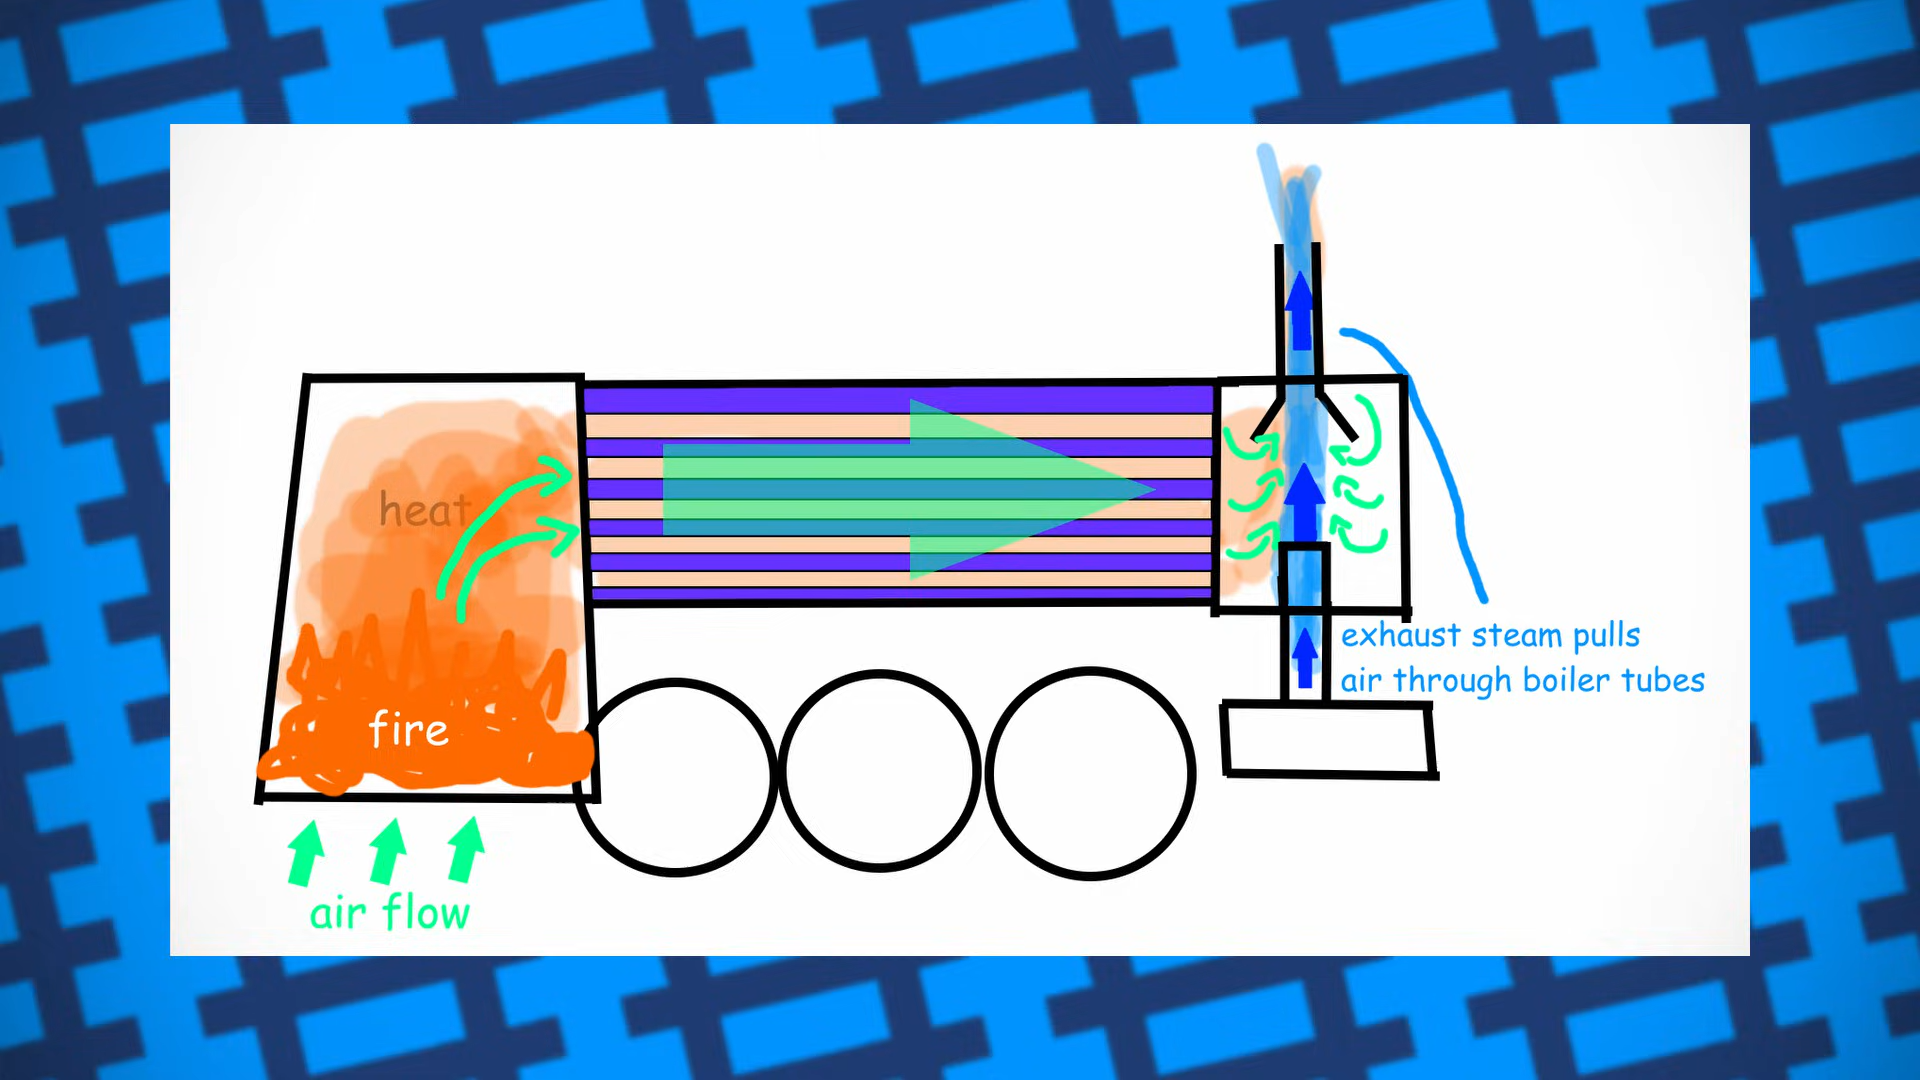 heat
fire
exhaust steam pulls
air through boiler tubes
air flow